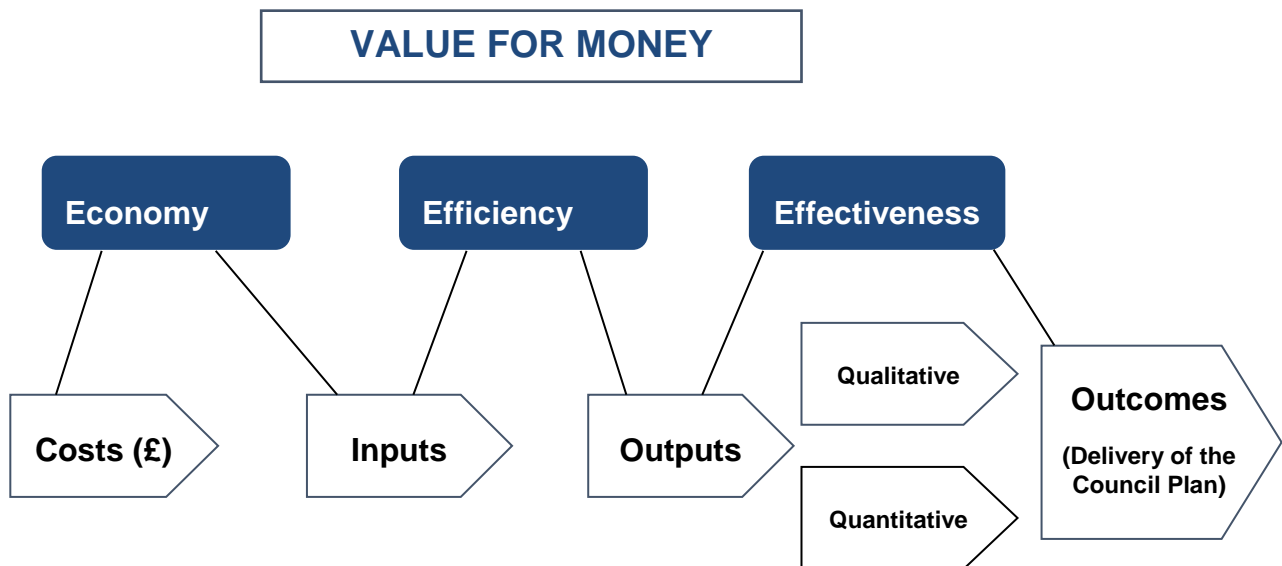 VALUE FOR MONEY
Economy
Efficiency
Effectiveness
Costs (£)
Inputs
Outputs
Qualitative
Quantitative
Outcomes
(Delivery of the
Council Plan)